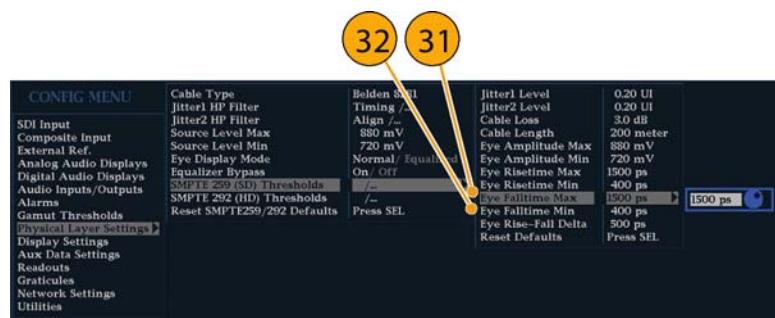 32 31
CONFIG MENU
SDI Input
Composite Input
External Ref.
Analog Audio Displays
Digital Audio Displays
Audio Inputs/Outputs
Alarms
Gamut Thresholds
Physical Layer Settings
Display Settings
Aux Data Settings
Readouts
Graticules
Network Settings
Utilities
Cable Type Belden 8281
Jitter1 HP Filter Timing /...
Jitter2 HP Filter Align /...
Source Level Max 880 mV
Source Level Min 720 mV
Eye Display Mode Normal/ Equalized
Equalizer Bypass On/ Off
SMPTE 259 (SD) Thresholds /...
SMPTE 292 (HD) Thresholds /...
Reset SMPTE259/292 Defaults Press SEL
Jitter1 Level 0.20 UI
Jitter2 Level 0.20 UI
Cable Loss 3.0 dB
Cable Length 200 meter
Eye Amplitude Max 880 mV
Eye Amplitude Min 720 mV
Eye Risetime Max 1500 ps
Eye Risetime Min 400 ps
Eye Falltime Max 1500 ps
Eye Falltime Min 400 ps
Eye Rise-Fall Delta 500 ps
Reset Defaults Press SEL
1500 ps